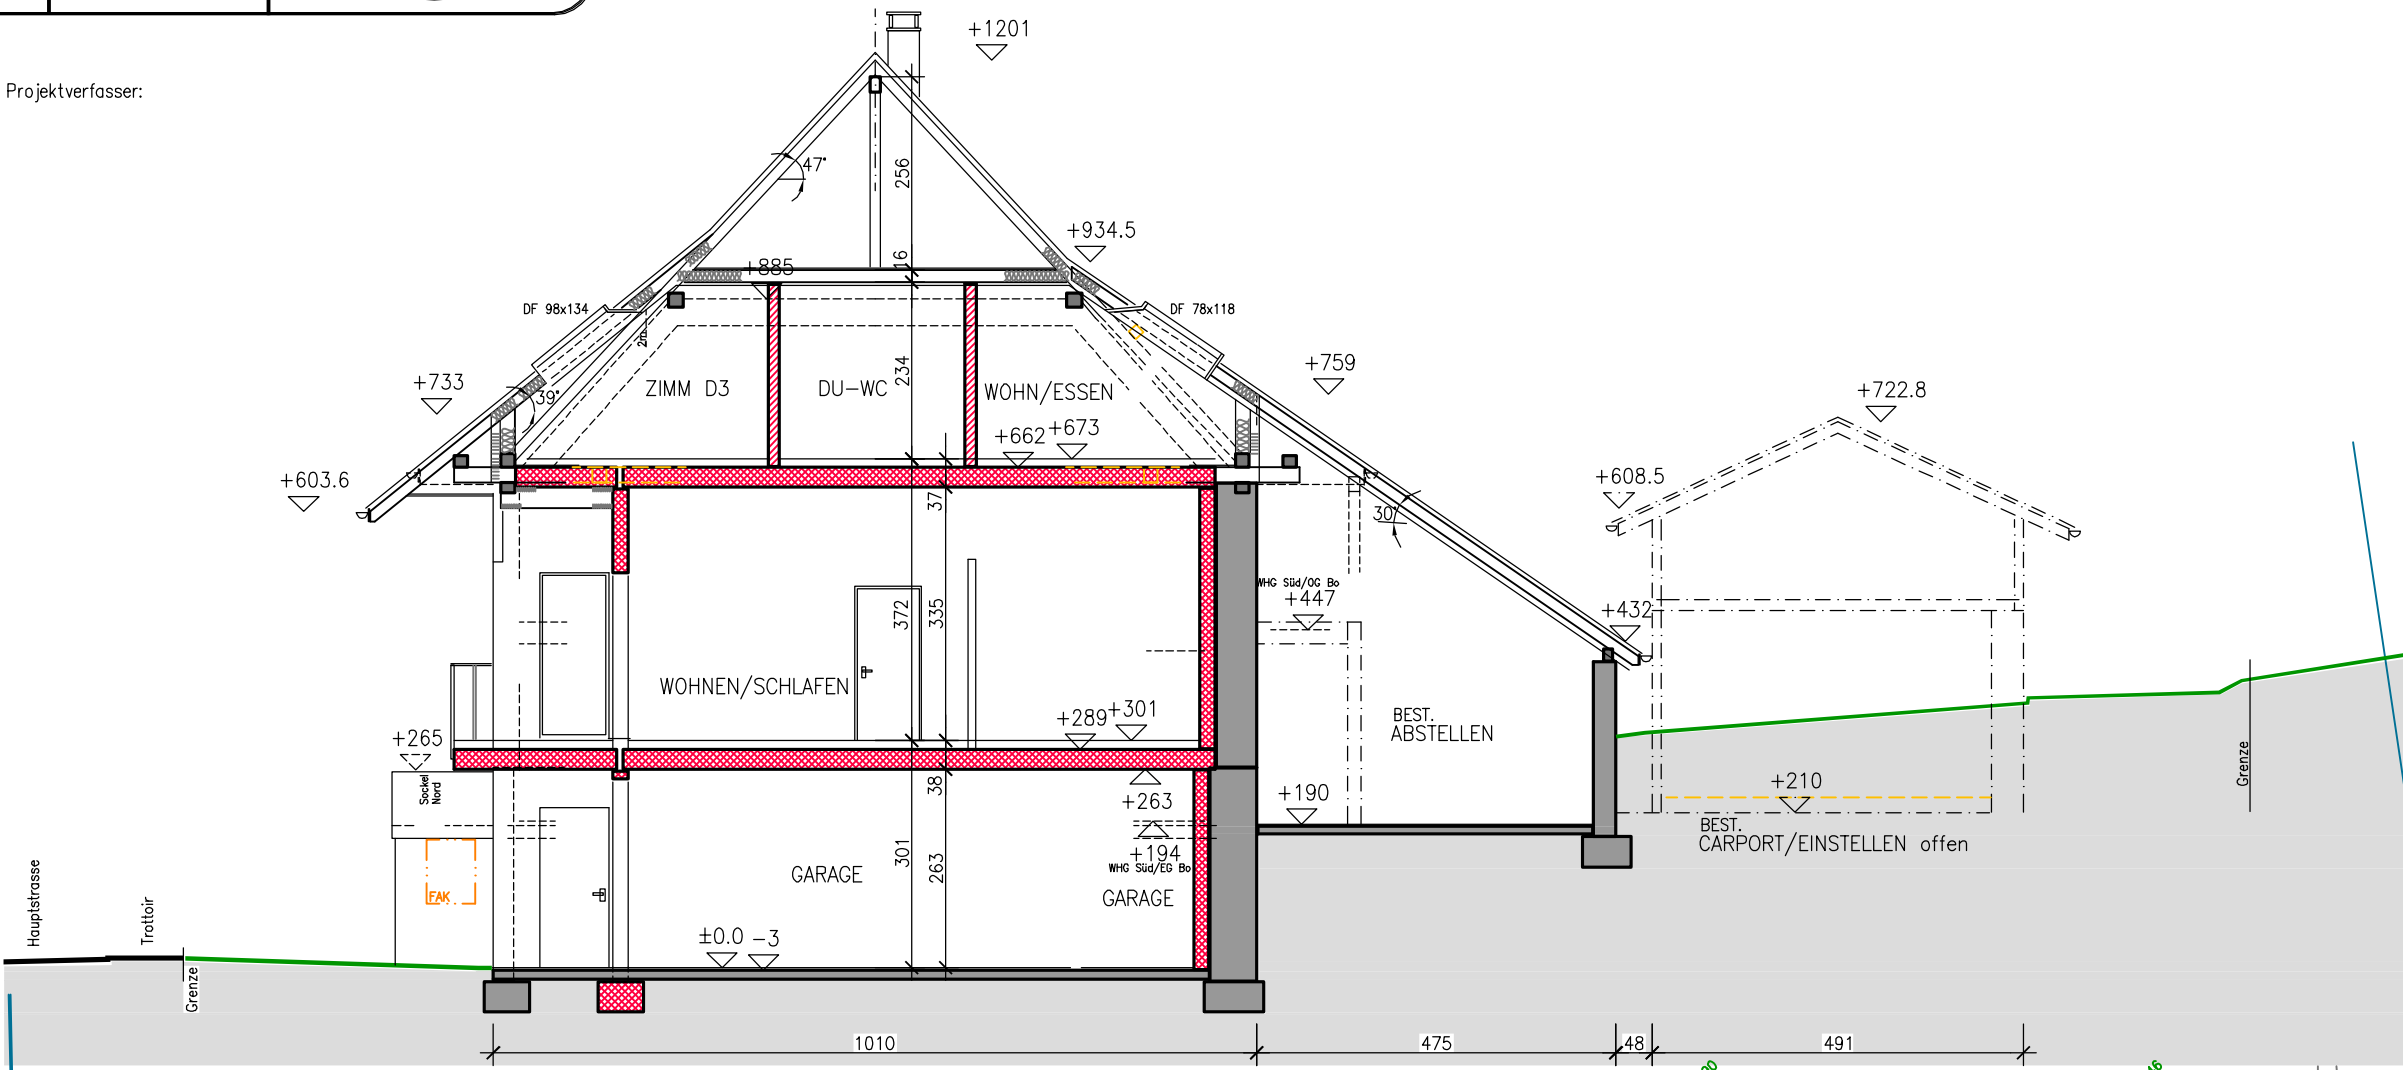 Projektverfasser:
+1201
47°
256
+934.5
16
+885
DF 98x134
DF 78x118
2m
234
+733
39°
ZIMM D3
DU-WC
WOHN/ESSEN
+759
+722.8
+662
+673
+603.6
+608.5
37
30°
WHG Süd/OG Bo
+447
372
335
+432
WOHNEN/SCHLAFEN
+289
+301
BEST.
ABSTELLEN
+265
Sockel
Nord
38
+263
+190
+210
Grenze
+194
WHG Süd/EG Bo
BEST.
CARPORT/EINSTELLEN offen
301
263
GARAGE
GARAGE
FAK
Hauptstrasse
Trottoir
±0.0
-3
Grenze
1010
475
48
491